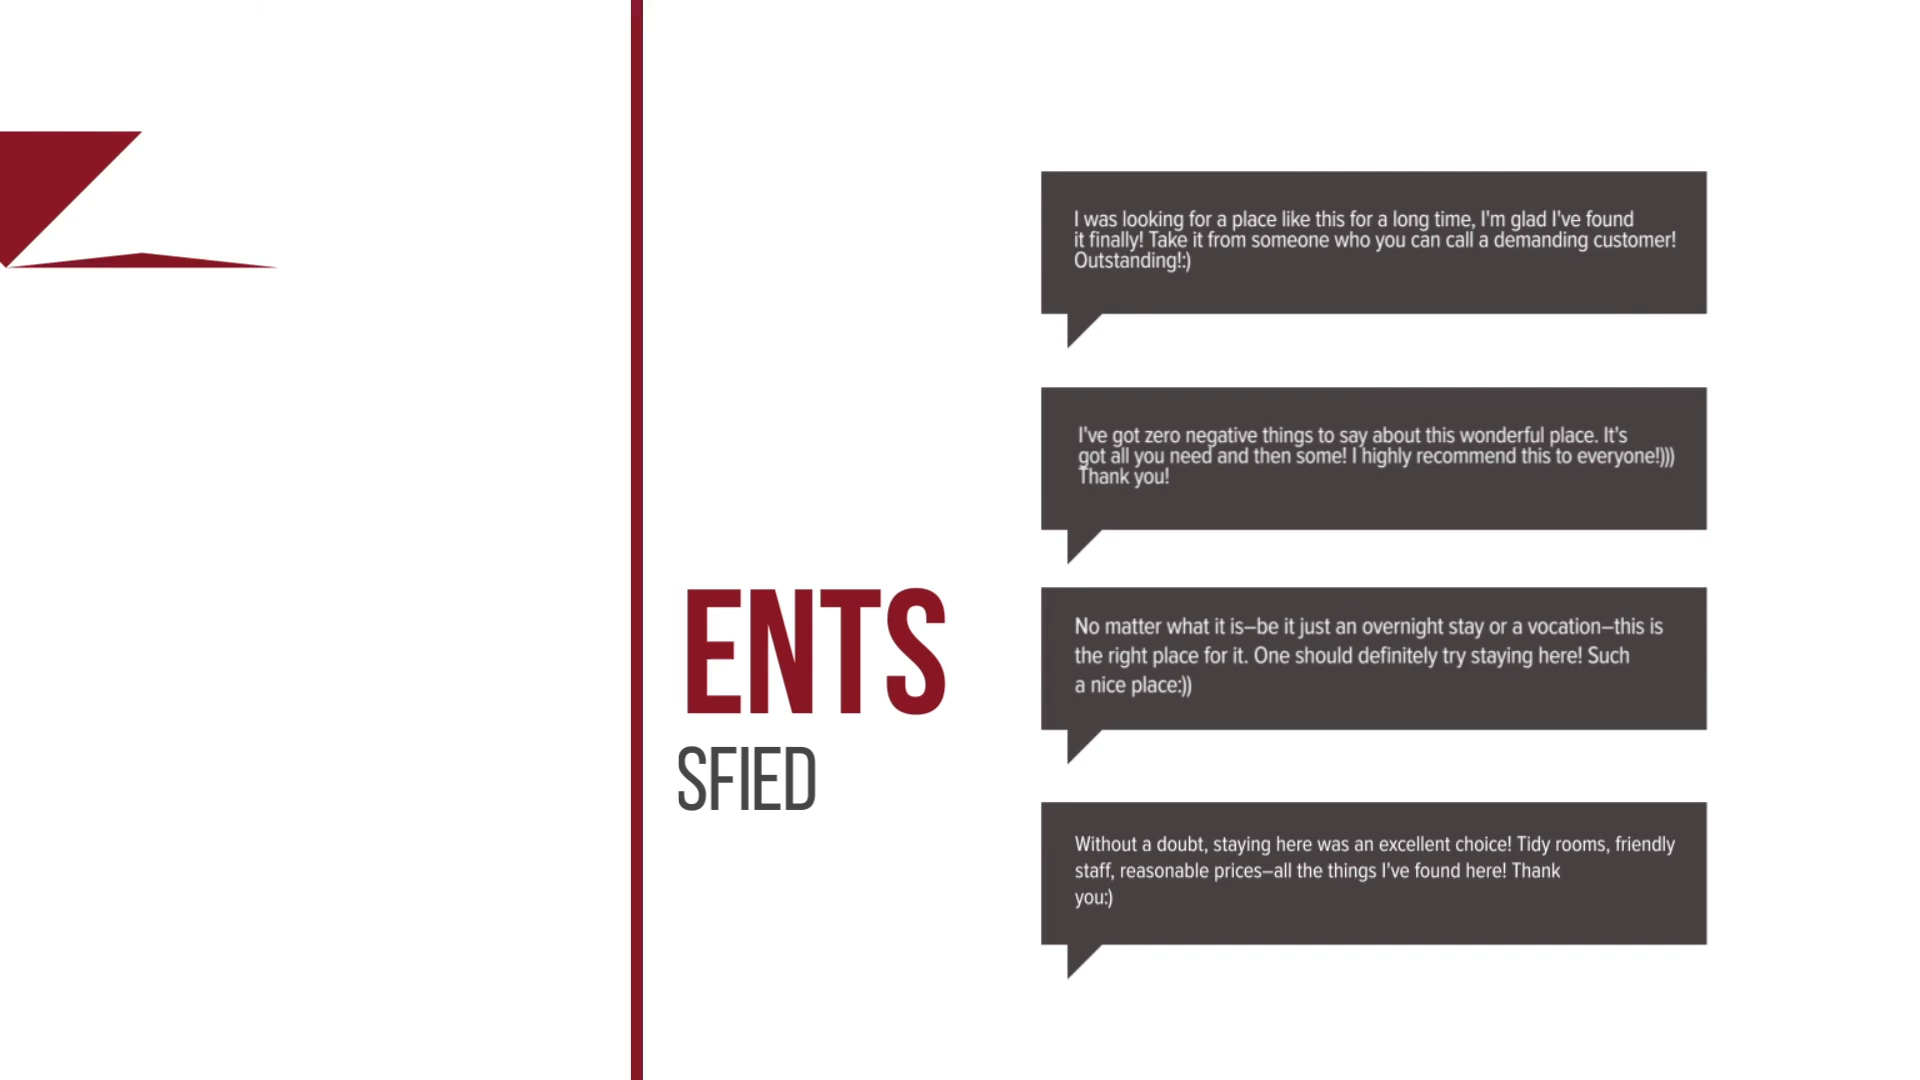 ENTS
SFIED
I was looking for a place like this for a long time, I'm glad I've found
it finally! Take it from someone who you can call a demanding customer!
Outstanding!:)
I've got zero negative things to say about this wonderful place. It's
got all you need and then some! I highly recommend this to everyone!)))
Thank you!
No matter what it is–be it just an overnight stay or a vocation–this is
the right place for it. One should definitely try staying here! Such
a nice place:))
Without a doubt, staying here was an excellent choice! Tidy rooms, friendly
staff, reasonable prices–all the things I've found here! Thank
you:)